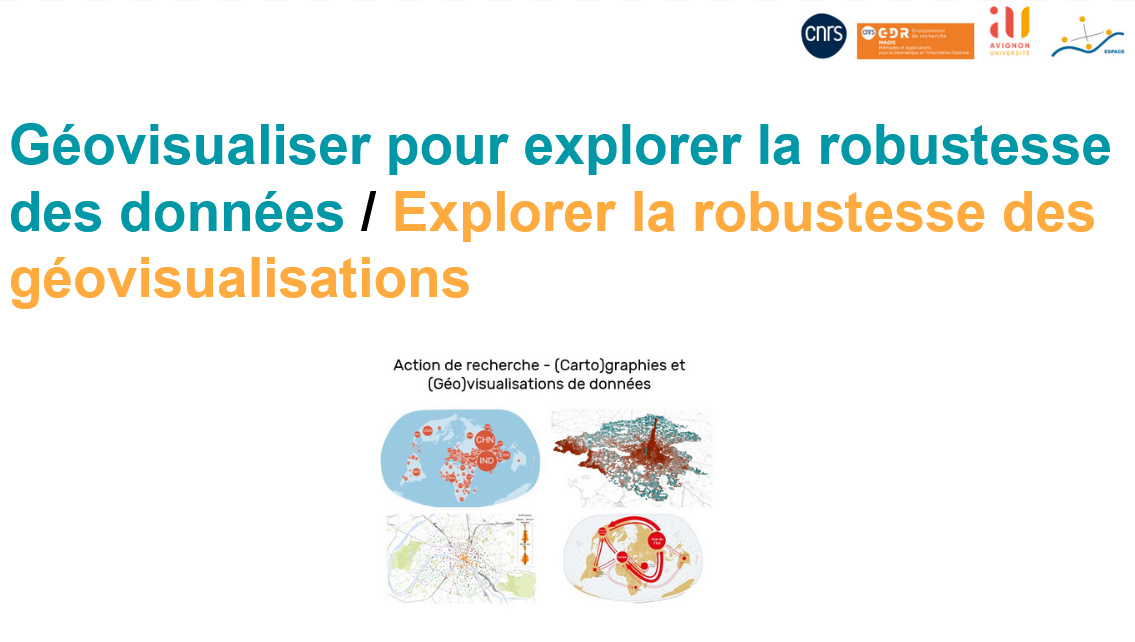 cnrs
cnrs GDR Groupement
de recherche
MAGIS
Méthodes et Applications
pour la Géomatique et l'Information Spatiale
AVIGNON
UNIVERSITÉ
ESPACE
Géovisualiser pour explorer la robustesse
des données / Explorer la robustesse des
géovisualisations
Action de recherche - (Carto)graphies et
(Géo)visualisations de données
CHN
IND